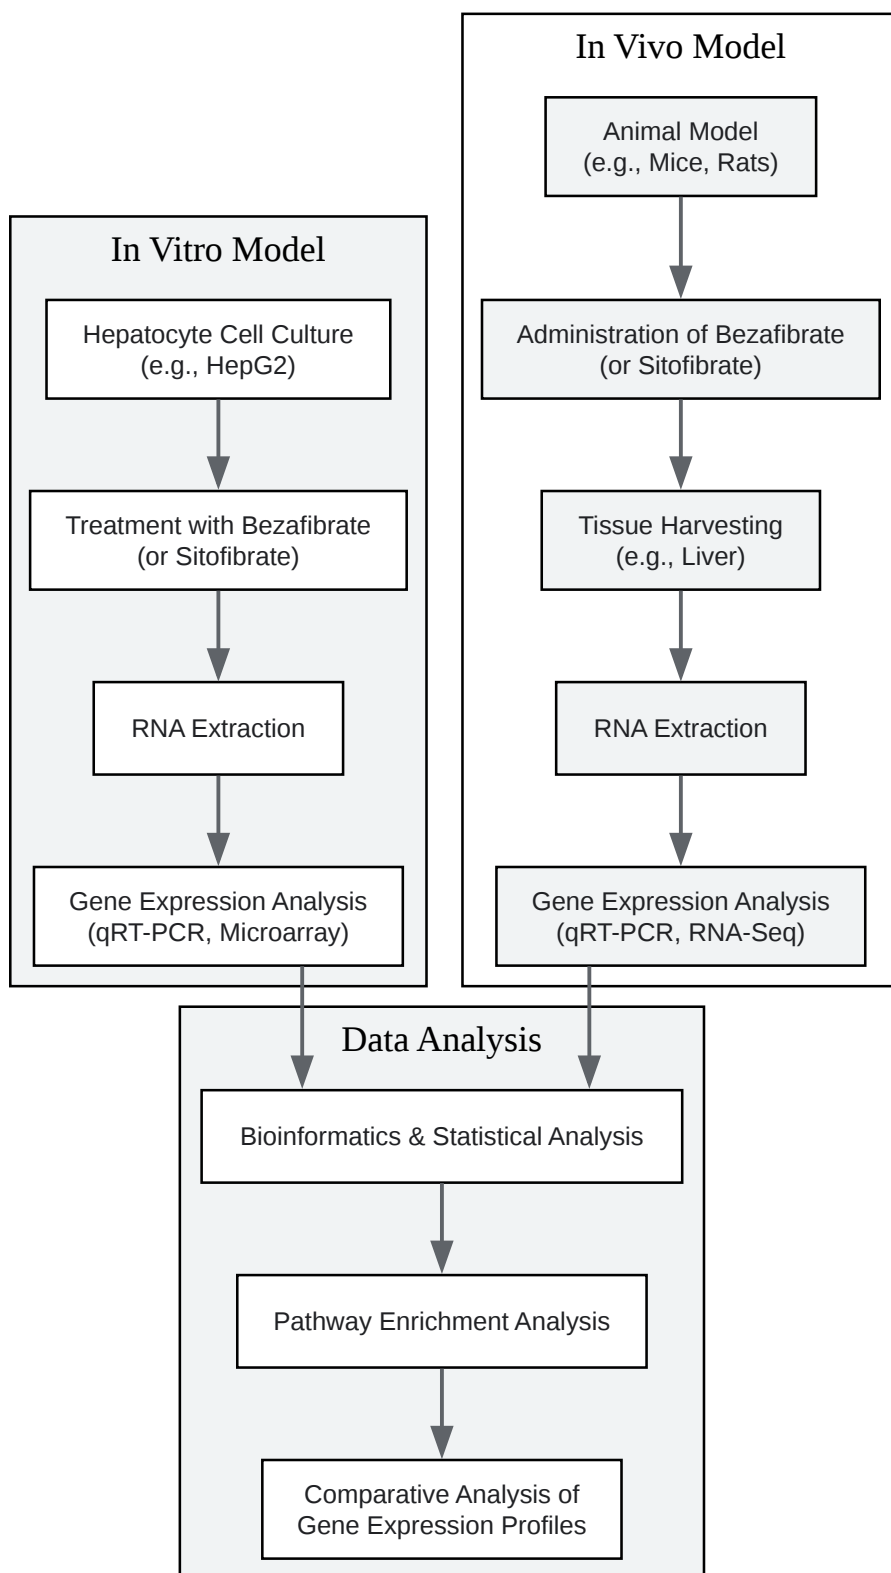 In Vivo Model
Animal Model
(e.g., Mice, Rats)
Administration of Bezafibrate
(or Sitofibrate)
Tissue Harvesting
(e.g., Liver)
RNA Extraction
Gene Expression Analysis
(qRT-PCR, RNA-Seq)
In Vitro Model
Hepatocyte Cell Culture
(e.g., HepG2)
Treatment with Bezafibrate
(or Sitofibrate)
RNA Extraction
Gene Expression Analysis
(qRT-PCR, Microarray)
Data Analysis
Bioinformatics & Statistical Analysis
Pathway Enrichment Analysis
Comparative Analysis of
Gene Expression Profiles